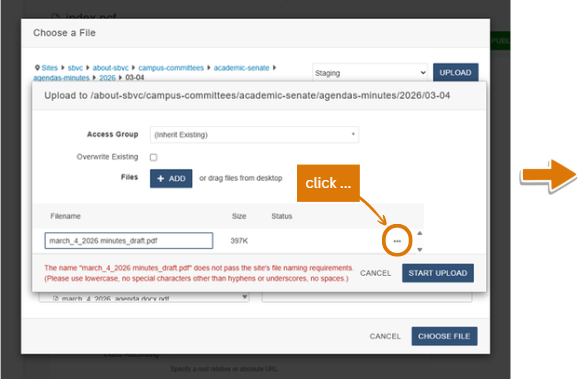 index.pcf
Choose a File
Sites sbvc about-sbvc campus-committees academic-senate
agendas-minutes 2026 03-04
Staging
UPLOAD
Upload to /about-sbvc/campus-committees/academic-senate/agendas-minutes/2026/03-04
Access Group
(Inherit Existing)
Overwrite Existing
Files
+ ADD
or drag files from desktop
click ...
Filename Size Status
march_4_2026 minutes_draft.pdf 397K ...
The name "march_4_2026 minutes_draft.pdf" does not pass the site's file naming requirements.
(Please use lowercase, no special characters other than hyphens or underscores, no spaces.)
CANCEL
START UPLOAD
march_4_2026_agenda.docx.pdf
CANCEL
CHOOSE FILE
Specify a root relative or absolute URL